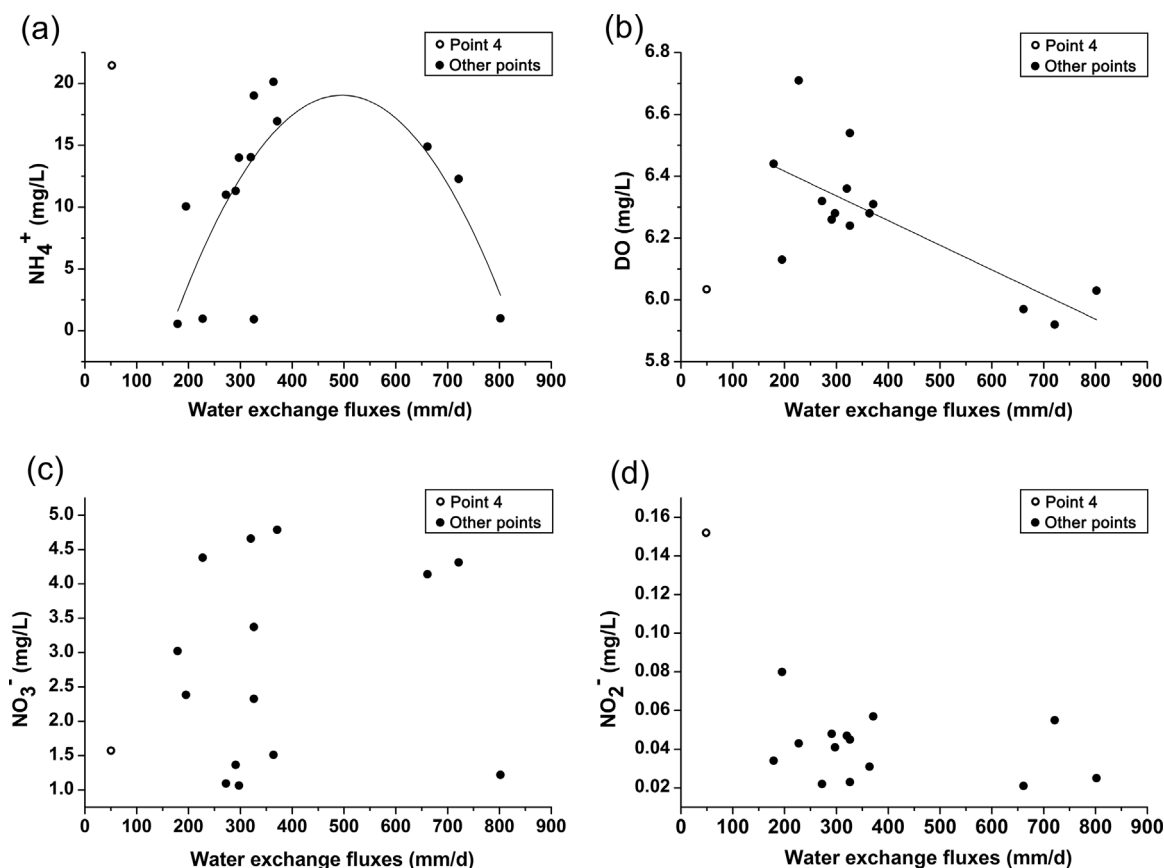 (a)
Point 4
Other points
NH4+ (mg/L)
20
15
10
5
0
0 100 200 300 400 500 600 700 800 900
Water exchange fluxes (mm/d)
(b)
Point 4
Other points
DO (mg/L)
6.8
6.6
6.4
6.2
6.0
5.8
0 100 200 300 400 500 600 700 800 900
Water exchange fluxes (mm/d)
(c)
Point 4
Other points
NO3- (mg/L)
5.0
4.5
4.0
3.5
3.0
2.5
2.0
1.5
1.0
0 100 200 300 400 500 600 700 800 900
Water exchange fluxes (mm/d)
(d)
Point 4
Other points
NO2- (mg/L)
0.16
0.14
0.12
0.10
0.08
0.06
0.04
0.02
0 100 200 300 400 500 600 700 800 900
Water exchange fluxes (mm/d)